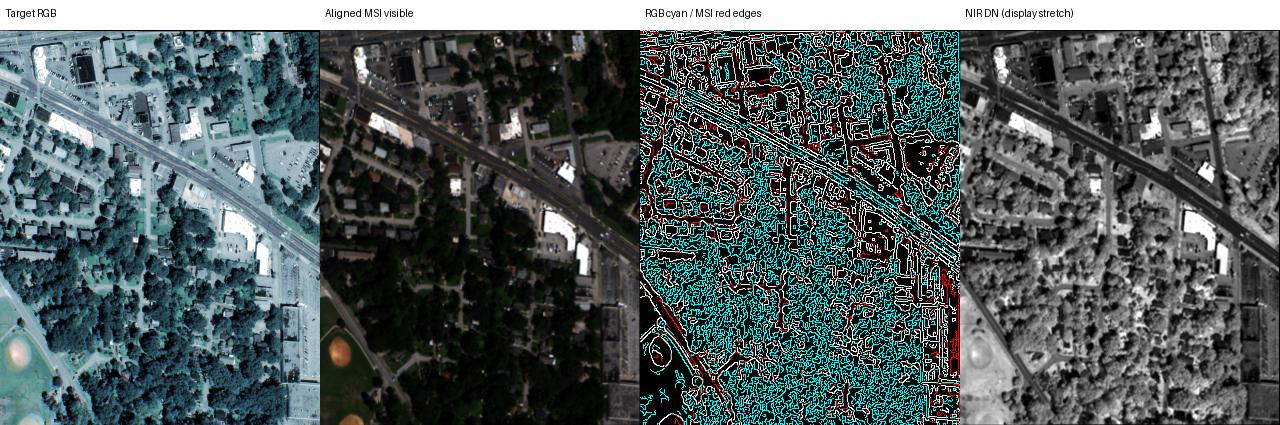 Target RGB
Aligned MSI visible
RGB cyan / MSI red edges
NIR DN (display stretch)